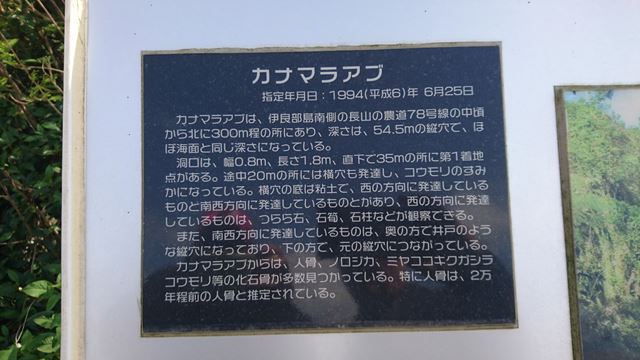 カナマラアブ
指定年月日：1994(平成6)年 6月25日
カナマラアブは、伊良部島南側の長山の農道78号線の中頃
から北に300m程の所にあり、深さは、54.5mの縦穴で、ほ
ぼ海面と同じ深さになっている。
洞口は、幅0.8m、長さ1.8m、直下で35mの所に第1着地
点がある。途中20mの所には横穴も発達し、コウモリのすみ
かになっている。横穴の底は粘土で、西の方向に発達している
ものと南西方向に発達しているものとがあり、西の方向に発達
しているものは、つらら石、石筍、石柱などが観察できる。
また、南西方向に発達しているものは、奥の方で井戸のよう
な縦穴になっており、下の方で、元の縦穴につながっている。
カナマラアブからは、人骨、ノロジカ、ミヤココキクガシラ
コウモリ等の化石骨が多数見つかっている。特に人骨は、2万
年程前の人骨と推定されている。